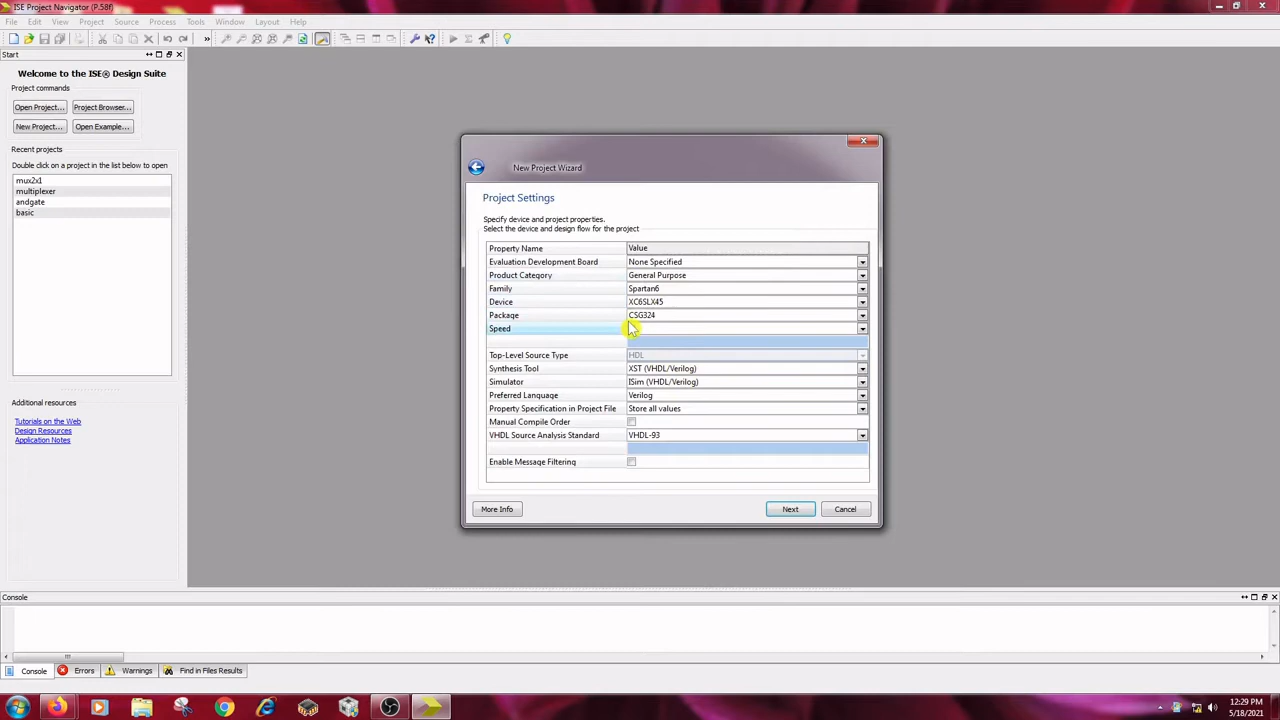 ISE Project Navigator (P.58f)
File Edit View Project Source Process Tools Window Layout Help
Start
Welcome to the ISE® Design Suite
Project commands
Open Project... Project Browser...
New Project... Open Example...
Recent projects
Double click on a project in the list below to open
mux2x1
multiplexer
andgate
basic
Additional resources
Tutorials on the Web
Design Resources
Application Notes
New Project Wizard
Project Settings
Specify device and project properties.
Select the device and design flow for the project
Property Name Value
Evaluation Development Board None Specified
Product Category General Purpose
Family Spartan6
Device XC6SLX45
Package CSG324
Speed
Top-Level Source Type HDL
Synthesis Tool XST (VHDL/Verilog)
Simulator ISim (VHDL/Verilog)
Preferred Language Verilog
Property Specification in Project File Store all values
Manual Compile Order
VHDL Source Analysis Standard VHDL-93
Enable Message Filtering
More Info Next Cancel
Console
Console Errors Warnings Find in Files Results
12:29 PM
5/18/2021